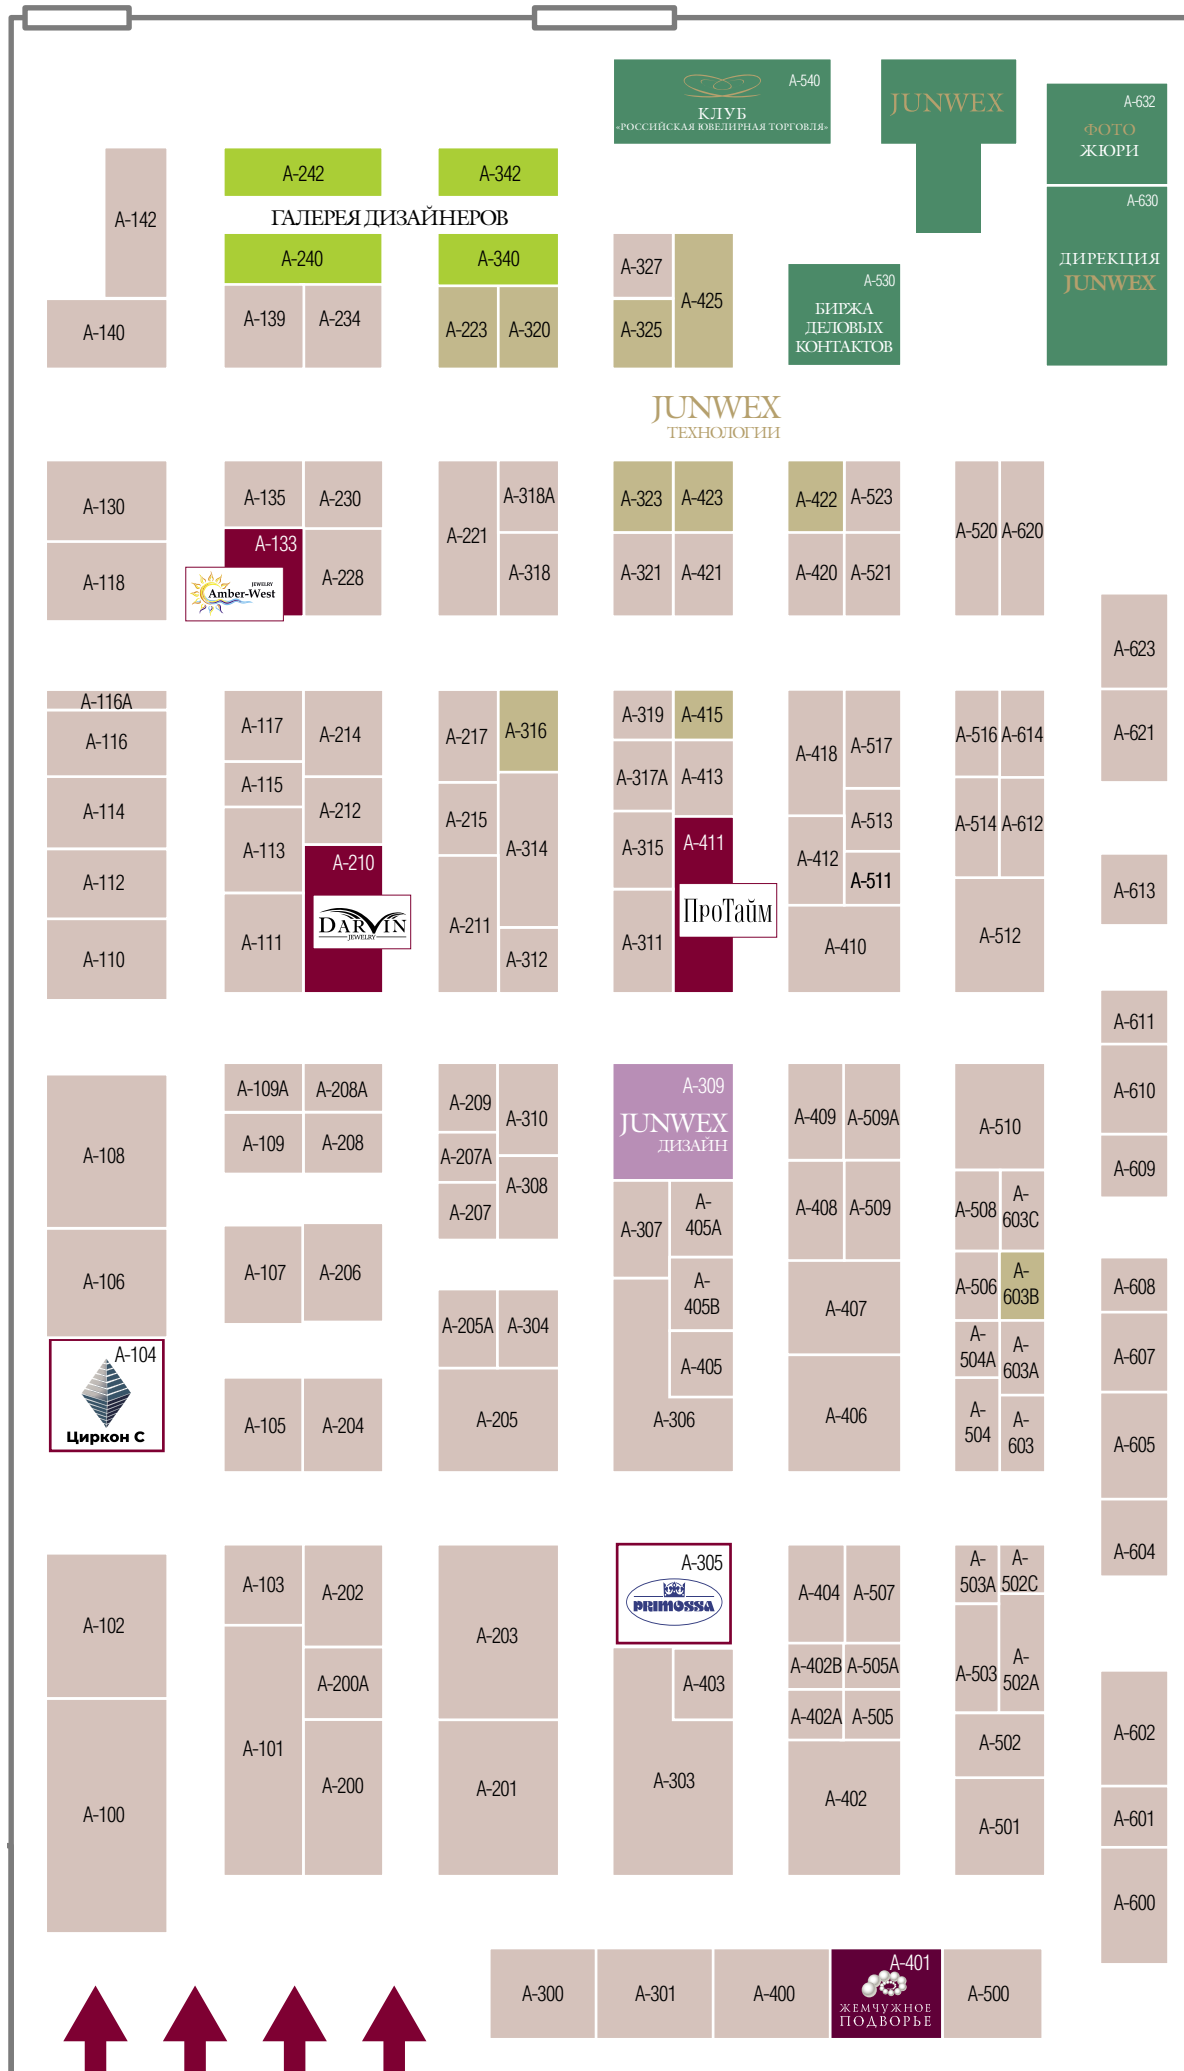 А-540
КЛУБ
«РОССИЙСКАЯ ЮВЕЛИРНАЯ ТОРГОВЛЯ»
JUNWEX
А-632
ФОТО
ЖЮРИ
А-630
ДИРЕКЦИЯ
JUNWEX
А-142
А-242
А-342
ГАЛЕРЕЯ ДИЗАЙНЕРОВ
А-240
А-340
А-140
А-139
А-234
А-223
А-320
А-327
А-325
А-425
А-530
БИРЖА
ДЕЛОВЫХ
КОНТАКТОВ
JUNWEX
ТЕХНОЛОГИИ
А-130
А-118
А-135
А-230
А-133
JEWELRY
Amber-West
А-228
А-221
А-318А
А-318
А-323
А-423
А-321
А-421
А-422
А-523
А-420
А-521
А-520
А-620
А-623
А-621
А-116А
А-116
А-114
А-112
А-110
А-117
А-214
А-115
А-212
А-113
А-210
DARVIN
JEWELRY
А-111
А-217
А-316
А-215
А-314
А-211
А-312
А-319
А-415
А-317А
А-413
А-315
А-411
ПроТайм
А-311
А-418
А-517
А-513
А-412
А-511
А-410
А-516
А-614
А-514
А-612
А-512
А-613
А-611
А-610
А-609
А-108
А-106
А-104
Циркон С
А-109А
А-208А
А-109
А-208
А-107
А-206
А-105
А-204
А-209
А-310
А-207А
А-308
А-207
А-205А
А-304
А-205
А-309
JUNWEX
ДИЗАЙН
А-307
А-
405А
А-
405В
А-405
А-306
А-409
А-509А
А-408
А-509
А-407
А-406
А-510
А-508
А-
603С
А-506
А-
603В
А-
504А
А-
603А
А-
504
А-
603
А-608
А-607
А-605
А-604
А-102
А-100
А-103
А-202
А-200А
А-101
А-200
А-203
А-201
А-305
PRIMOSSA
А-403
А-303
А-404
А-507
А-402В
А-505А
А-402А
А-505
А-402
А-
503А
А-
502С
А-503
А-
502А
А-502
А-501
А-602
А-601
А-600
А-300
А-301
А-400
А-401
ЖЕМЧУЖНОЕ
ПОДВОРЬЕ
А-500